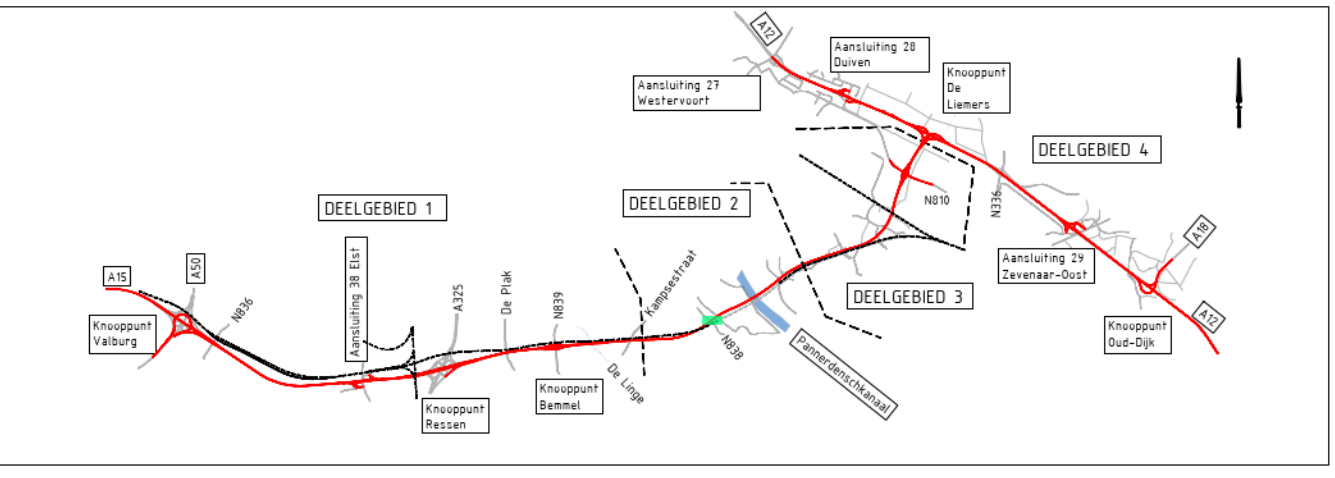 A12
Aansluiting 28
Duiven
Knooppunt
De
Liemers
Aansluiting 27
Westervoort
DEELGEBIED 4
DEELGEBIED 1
DEELGEBIED 2
N810
N336
A18
Aansluiting 29
Zevenaar-Oost
A15
A50
N836
Aansluiting 38 Elst
A325
De Plak
N839
Kampsestraat
DEELGEBIED 3
Knooppunt
Valburg
N838
Pannerdenschkanaal
A12
Knooppunt
Oud-Dijk
De Linge
Knooppunt
Bemmel
Knooppunt
Ressen